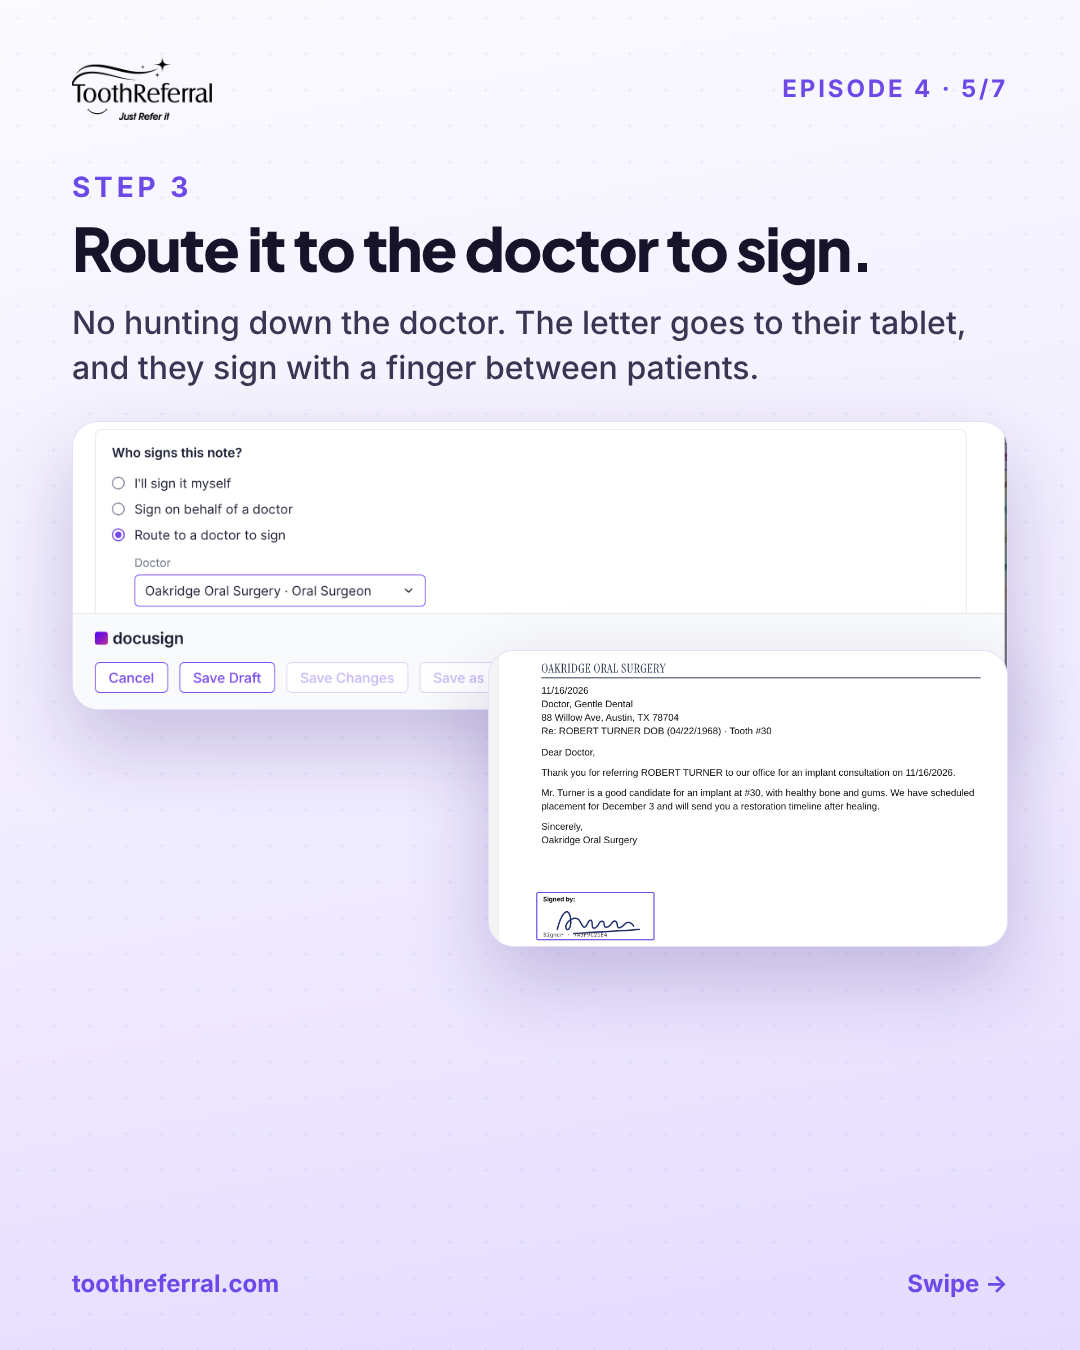 ToothReferral
Just Refer it
EPISODE 4 · 5/7
STEP 3
Route it to the doctor to sign.
No hunting down the doctor. The letter goes to their tablet,
and they sign with a finger between patients.
Who signs this note?
I'll sign it myself
Sign on behalf of a doctor
Route to a doctor to sign
Doctor
Oakridge Oral Surgery · Oral Surgeon
docusign
Cancel
Save Draft
Save Changes
Save as
OAKRIDGE ORAL SURGERY
11/16/2026
Doctor, Gentle Dental
88 Willow Ave, Austin, TX 78704
Re: ROBERT TURNER DOB (04/22/1968) · Tooth #30
Dear Doctor,
Thank you for referring ROBERT TURNER to our office for an implant consultation on 11/16/2026.
Mr. Turner is a good candidate for an implant at #30, with healthy bone and gums. We have scheduled
placement for December 3 and will send you a restoration timeline after healing.
Sincerely,
Oakridge Oral Surgery
Signed by:
Signer ·
toothreferral.com
Swipe →